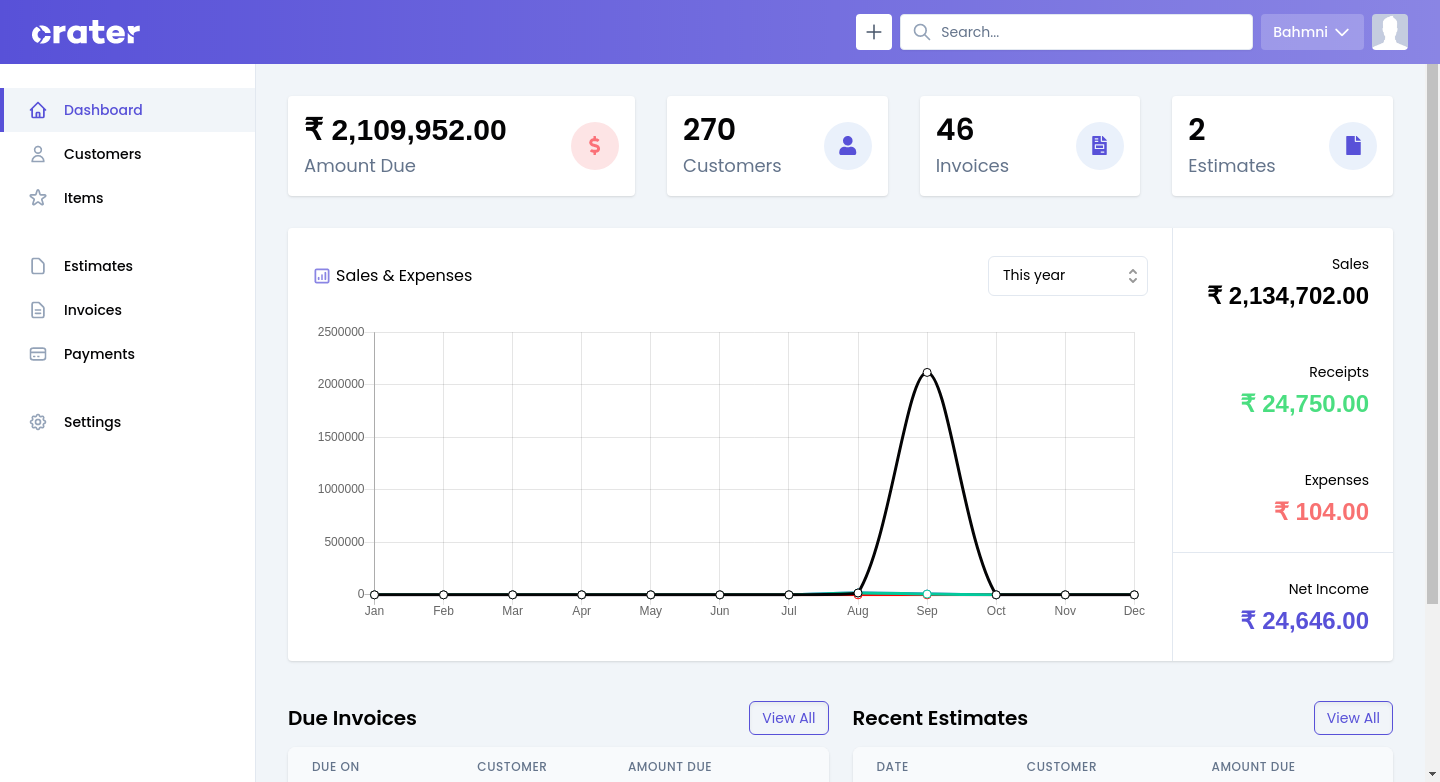 crater
Search...
Bahmni
Dashboard
Customers
Items
Estimates
Invoices
Payments
Settings
₹ 2,109,952.00
Amount Due
$
270
Customers
46
Invoices
2
Estimates
Sales & Expenses
This year
2500000
2000000
1500000
1000000
500000
0
Jan Feb Mar Apr May Jun Jul Aug Sep Oct Nov Dec
Sales
₹ 2,134,702.00
Receipts
₹ 24,750.00
Expenses
₹ 104.00
Net Income
₹ 24,646.00
Due Invoices
View All
DUE ON CUSTOMER AMOUNT DUE
Recent Estimates
View All
DATE CUSTOMER AMOUNT DUE